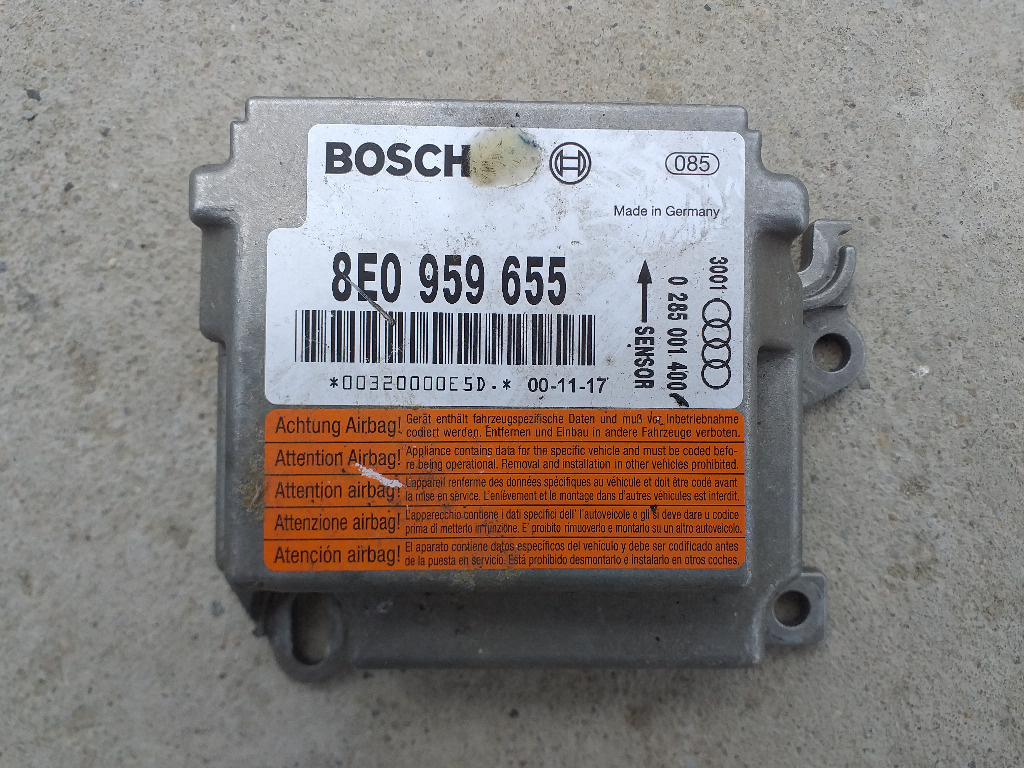 BOSCH
085
Made in Germany
8E0 959 655
*00320000E5D-* 00-11-17
SENSOR
0 285 001 400
3001
Achtung Airbag! Gerät enthält fahrzeugspezifische Daten und muß vor Inbetriebnahme
codiert werden. Entfernen und Einbau in andere Fahrzeuge verboten.
Attention Airbag! Appliance contains data for the specific vehicle and must be coded befo-
re being operational. Removal and installation in other vehicles prohibited.
Attention airbag! L'appareil renferme des données spécifiques au véhicule et doit être codé avant
la mise en service. L'enlèvement et le montage dans d'autres véhicules est interdit.
Attenzione airbag! L'apparecchio contiene i dati specifici dell' l'autoveicolo e gli si deve dare u codice
prima di metterlo in funzione. E' proibito rimuoverlo e montarlo su un altro autoveicolo.
Atención airbag! El aparato contiene datos específicos del vehículo y debe ser codificado antes
de la puesta en servicio. Está prohibido desmontarlo e instalarlo en otros coches.